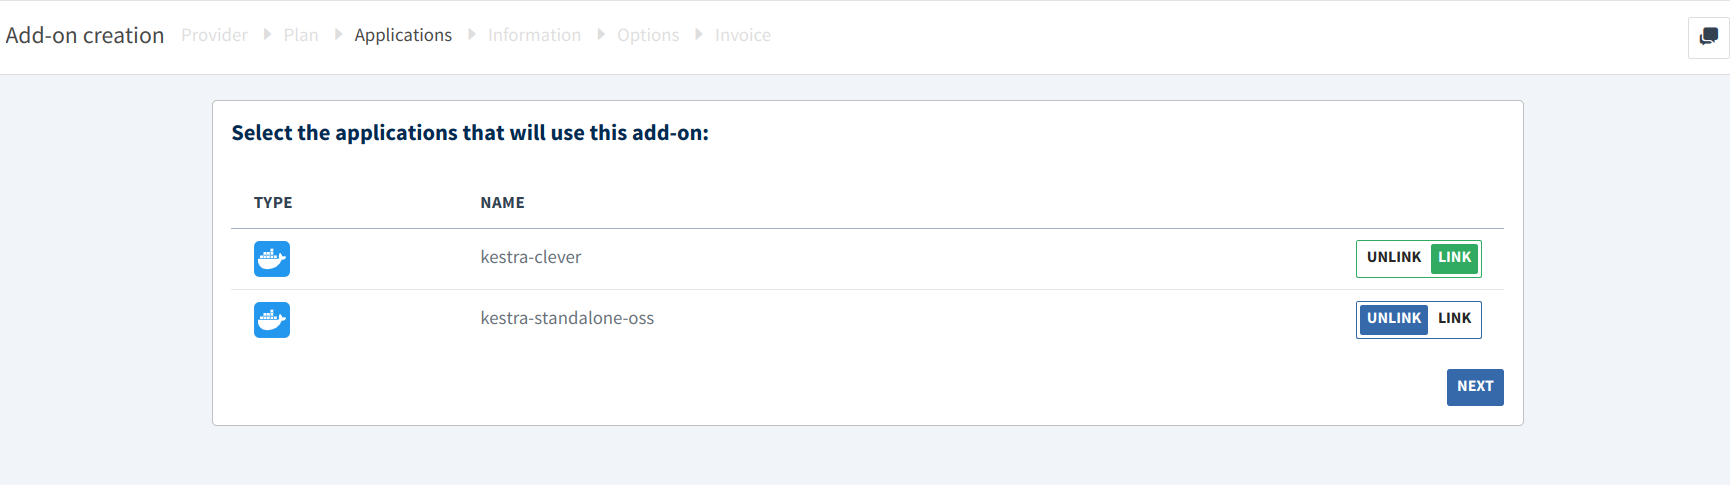 Add-on creation Provider Plan Applications Information Options Invoice
Select the applications that will use this add-on:
TYPE NAME
kestra-clever UNLINK LINK
kestra-standalone-oss UNLINK LINK
NEXT